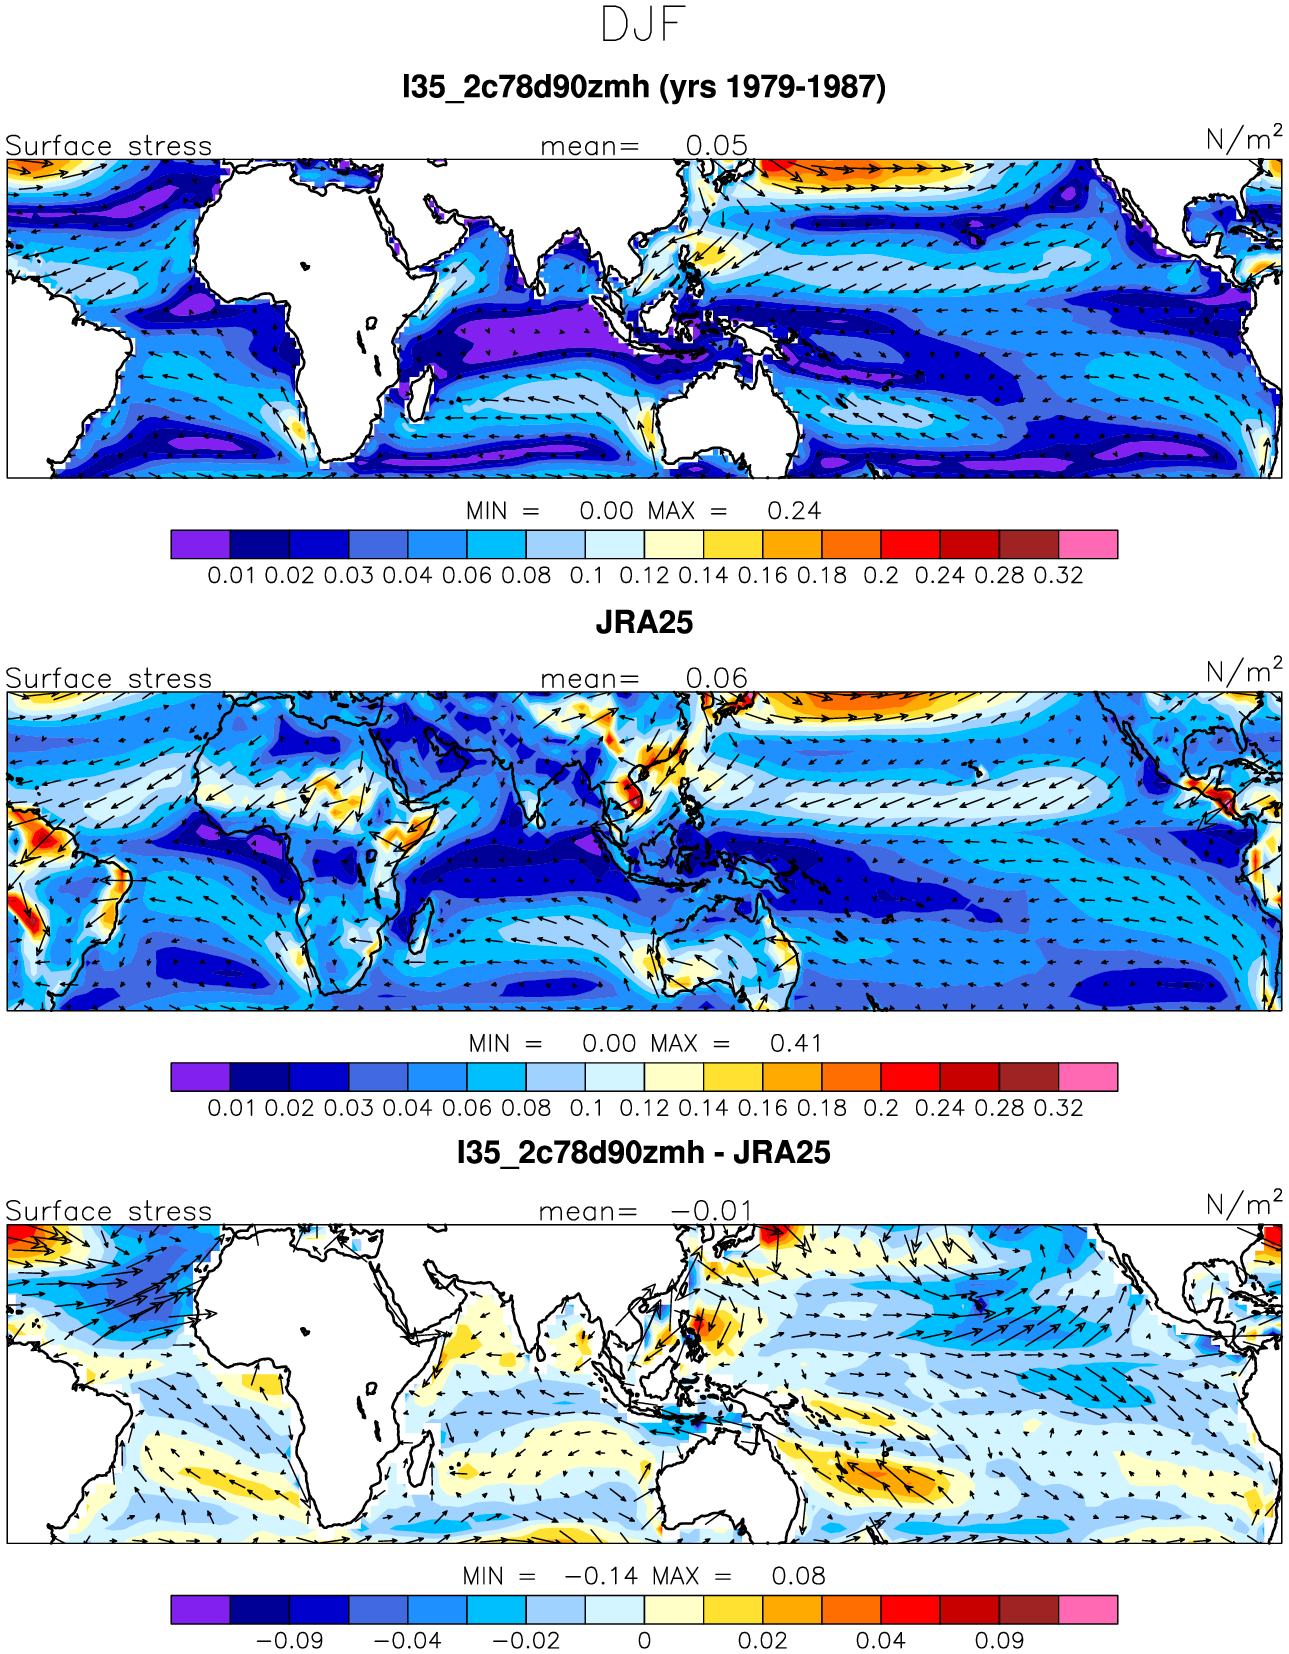 DJF
I35_2c78d90zmh (yrs 1979-1987)
Surface stress mean= 0.05 N/m²
MIN = 0.00 MAX = 0.24
0.01 0.02 0.03 0.04 0.06 0.08 0.1 0.12 0.14 0.16 0.18 0.2 0.24 0.28 0.32
JRA25
Surface stress mean= 0.06 N/m²
MIN = 0.00 MAX = 0.41
0.01 0.02 0.03 0.04 0.06 0.08 0.1 0.12 0.14 0.16 0.18 0.2 0.24 0.28 0.32
I35_2c78d90zmh - JRA25
Surface stress mean= −0.01 N/m²
MIN = −0.14 MAX = 0.08
−0.09 −0.04 −0.02 0 0.02 0.04 0.09